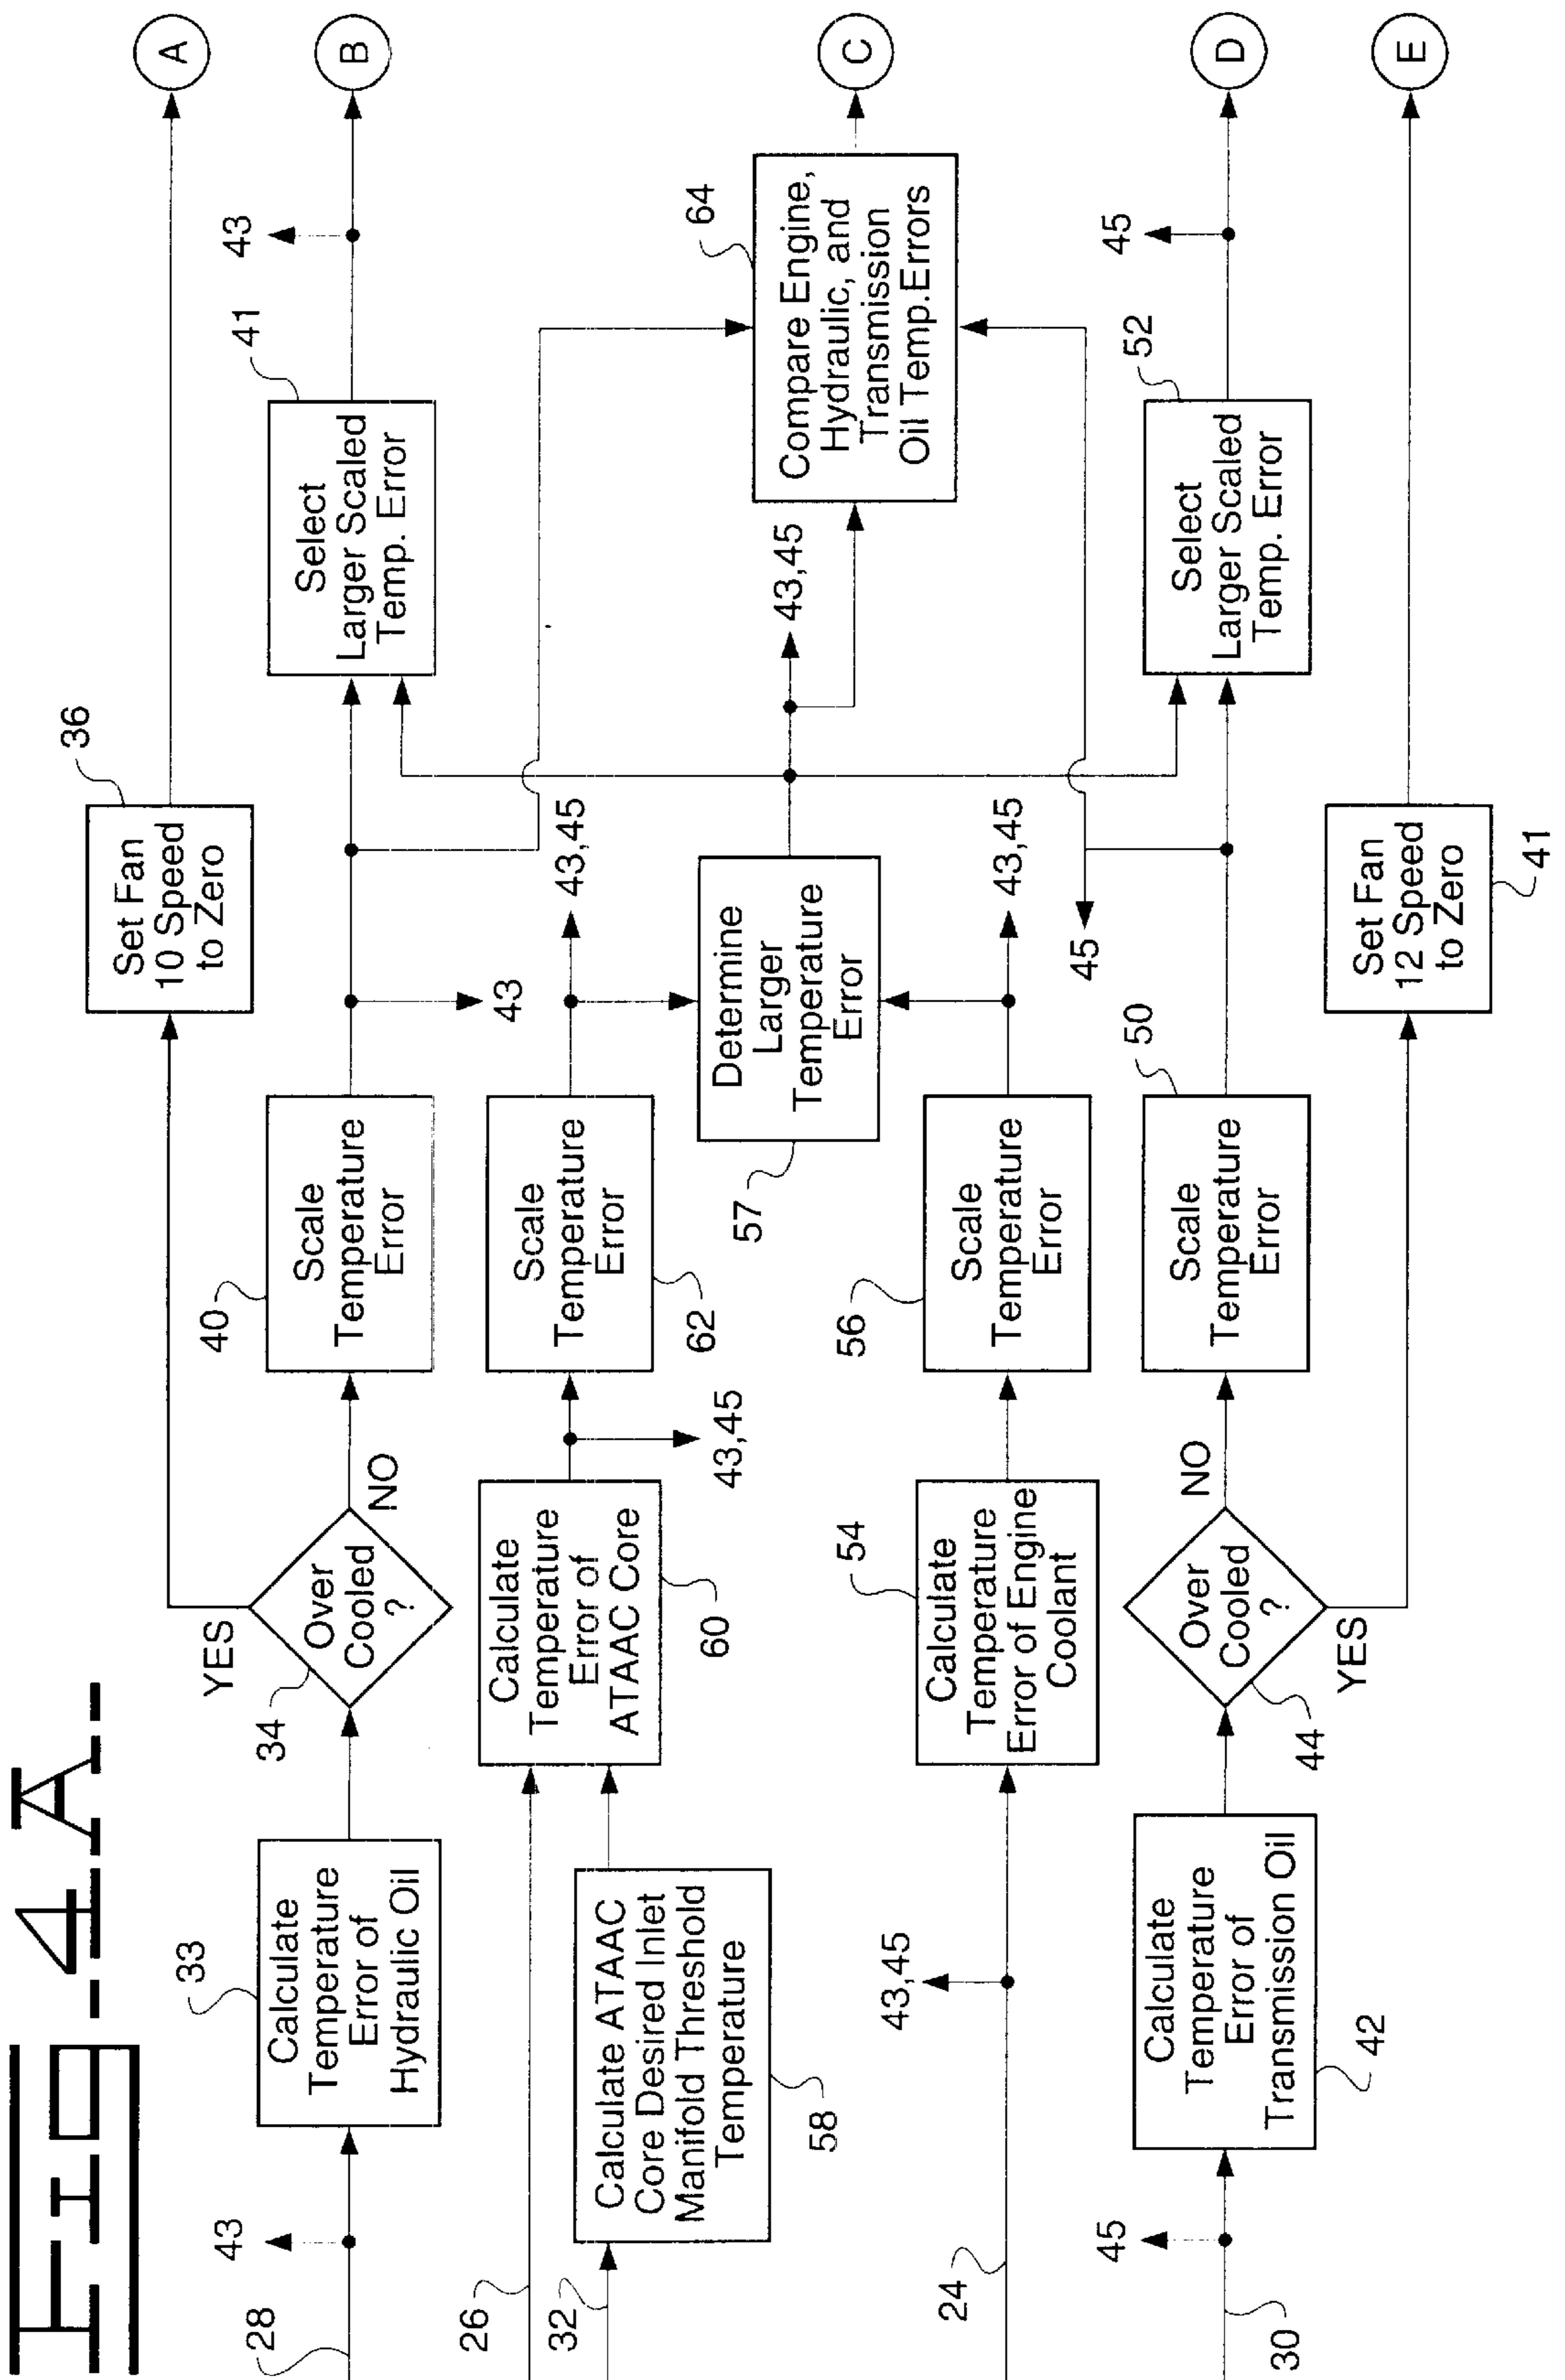 FIG_4A_
28
43
33
Calculate
Temperature
Error of
Hydraulic Oil
34
Over
Cooled
?
YES
NO
36
Set Fan
10 Speed
to Zero
A
40
Scale
Temperature
Error
43
41
Select
Larger Scaled
Temp. Error
43
B
26
32
Calculate ATAAC
Core Desired Inlet
Manifold Threshold
Temperature
58
Calculate
Temperature
Error of
ATAAC Core
60
43,45
Scale
Temperature
Error
62
43,45
Determine
Larger
Temperature
Error
57
43,45
64
Compare Engine,
Hydraulic, and
Transmission
Oil Temp.Errors
C
24
43,45
54
Calculate
Temperature
Error of Engine
Coolant
56
Scale
Temperature
Error
43,45
45
30
45
Calculate
Temperature
Error of
Transmission Oil
42
Over
Cooled
?
44
NO
YES
50
Scale
Temperature
Error
52
Select
Larger Scaled
Temp. Error
45
D
Set Fan
12 Speed
to Zero
41
E